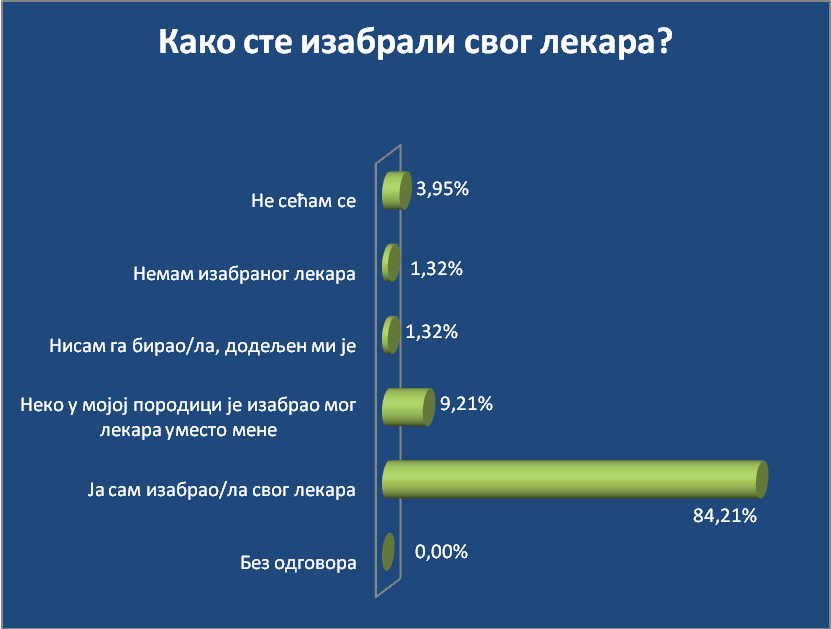 Како сте изабрали свог лекара?
Не сећам се
3,95%
Немам изабраног лекара
1,32%
Нисам га бирао/ла, додељен ми је
1,32%
Неко у мојој породици је изабрао мог
лекара уместо мене
9,21%
Ја сам изабрао/ла свог лекара
84,21%
Без одговора
0,00%